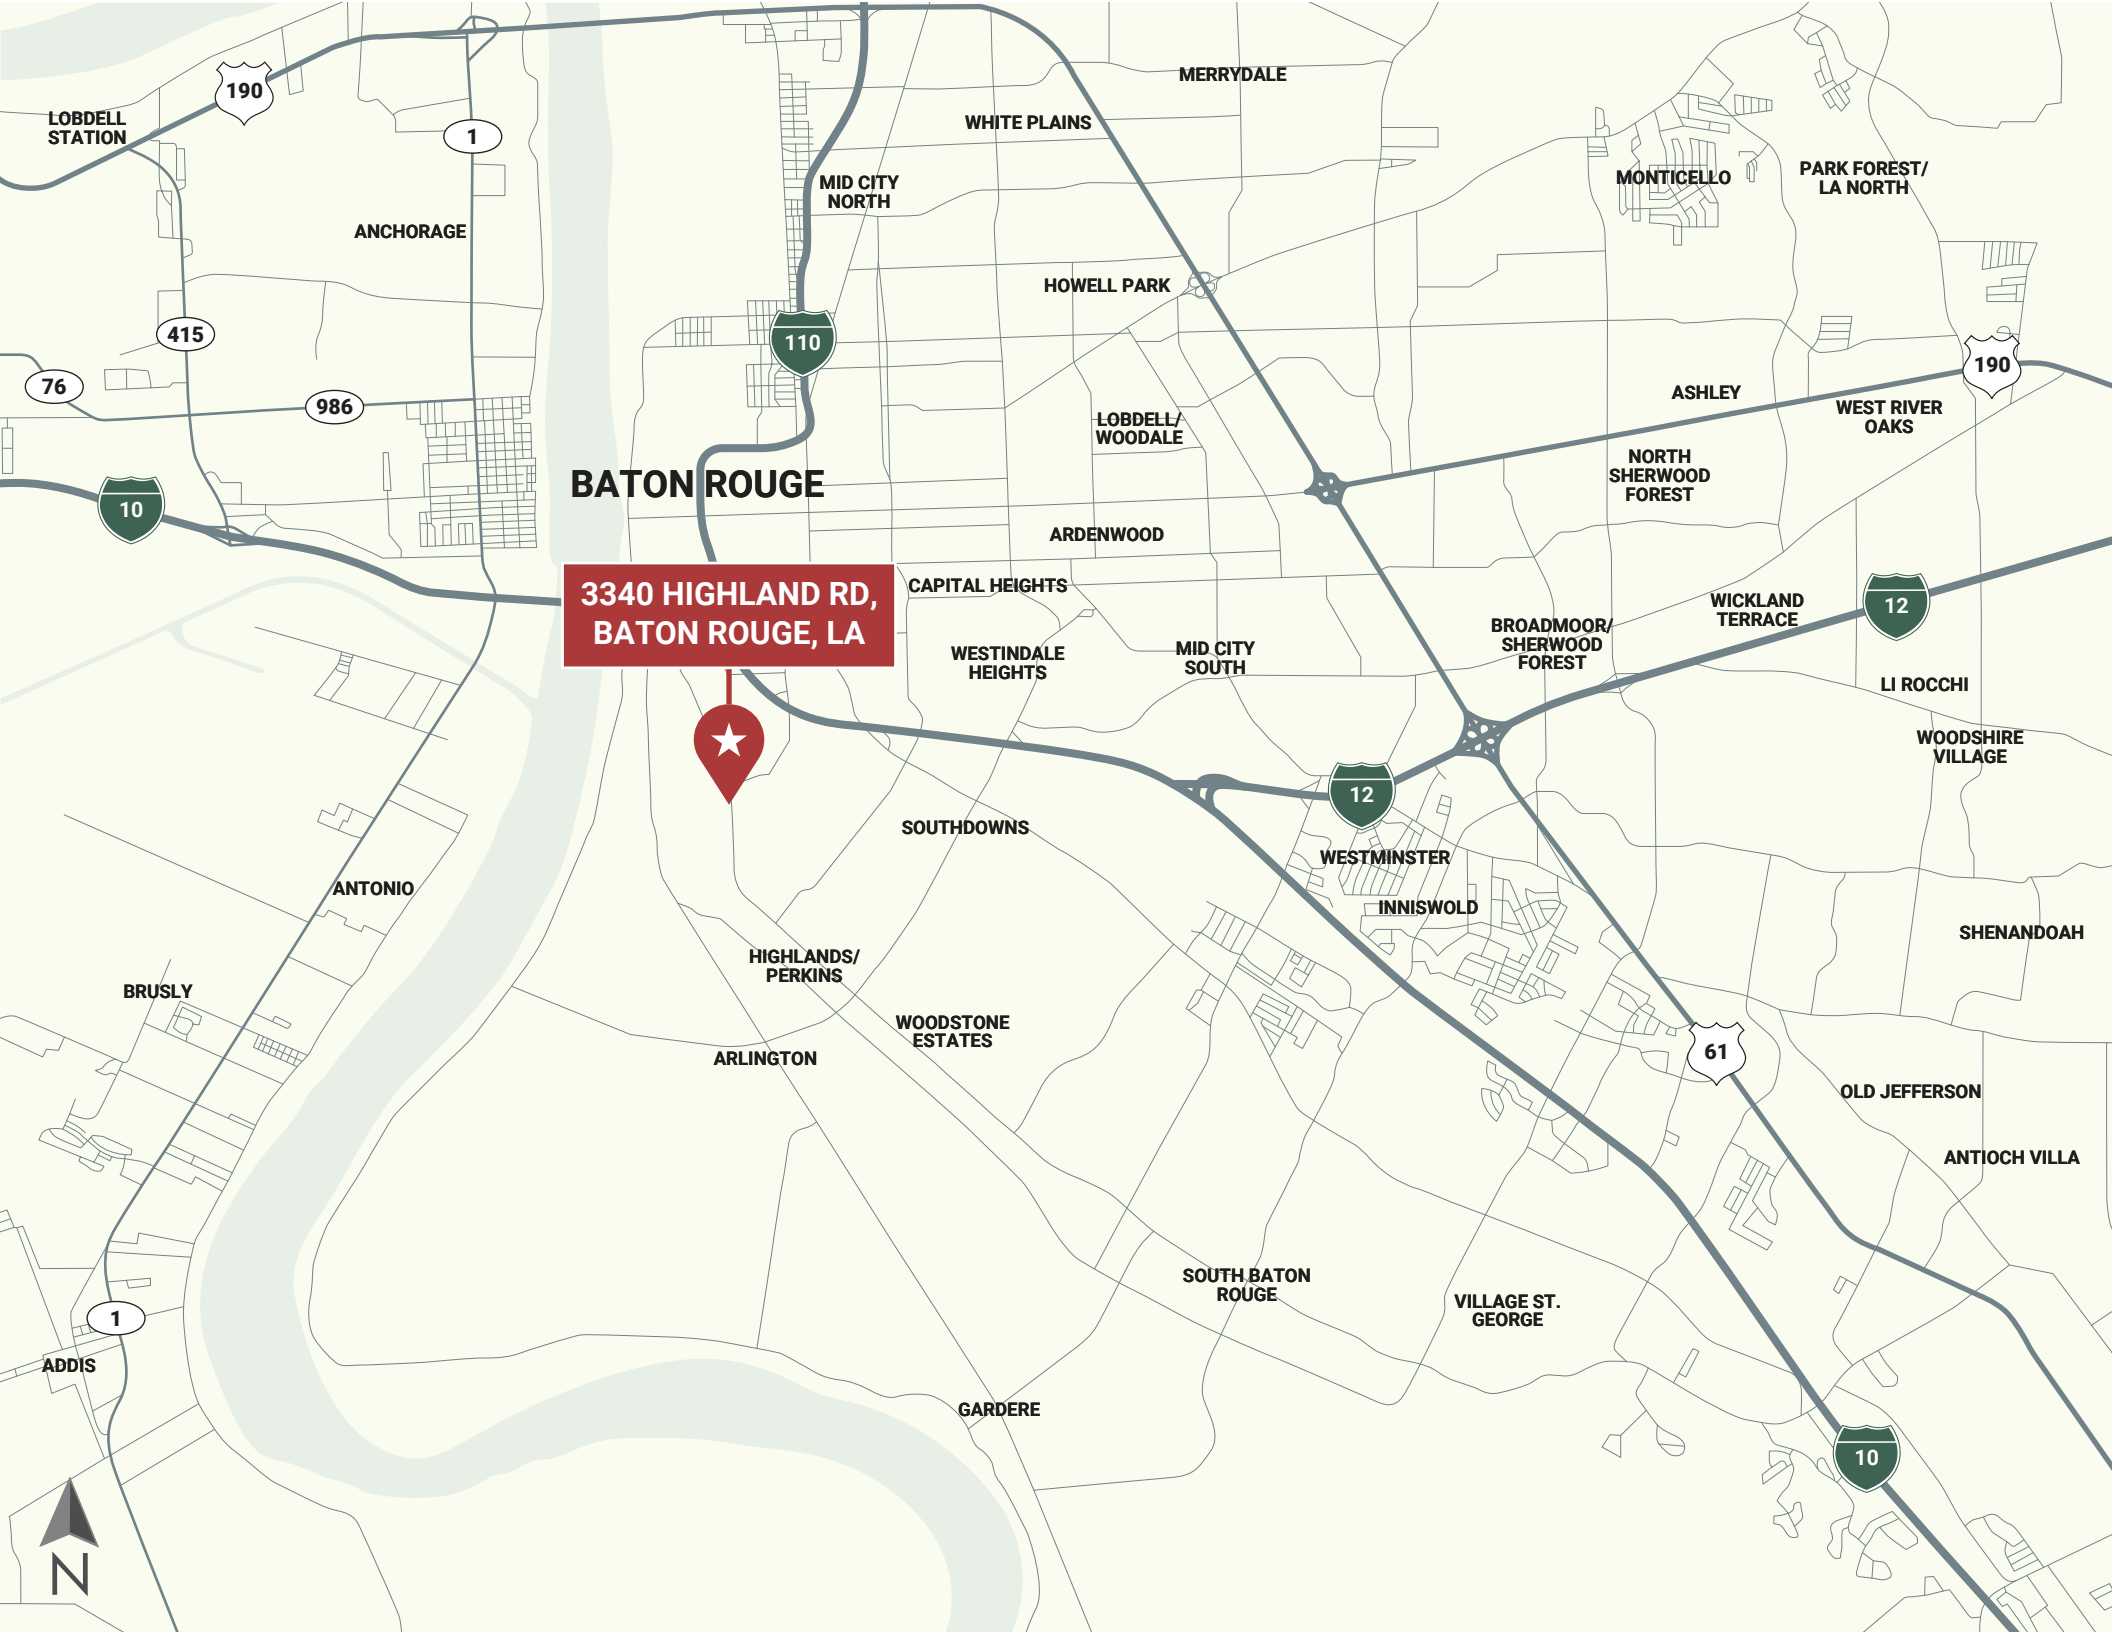 MERRYDALE
190
LOBDELL
STATION
1
WHITE PLAINS
MONTICELLO
PARK FOREST/
LA NORTH
MID CITY
NORTH
ANCHORAGE
HOWELL PARK
415
110
190
76
986
ASHLEY
WEST RIVER
OAKS
LOBDELL/
WOODALE
NORTH
SHERWOOD
FOREST
BATON ROUGE
10
ARDENWOOD
3340 HIGHLAND RD,
BATON ROUGE, LA
CAPITAL HEIGHTS
12
WICKLAND
TERRACE
BROADMOOR/
SHERWOOD
FOREST
WESTINDALE
HEIGHTS
MID CITY
SOUTH
LI ROCCHI
WOODSHIRE
VILLAGE
12
SOUTHDOWNS
WESTMINSTER
ANTONIO
INNISWOLD
SHENANDOAH
HIGHLANDS/
PERKINS
BRUSLY
WOODSTONE
ESTATES
ARLINGTON
61
OLD JEFFERSON
ANTIOCH VILLA
SOUTH BATON
ROUGE
VILLAGE ST.
GEORGE
1
ADDIS
GARDERE
10
N